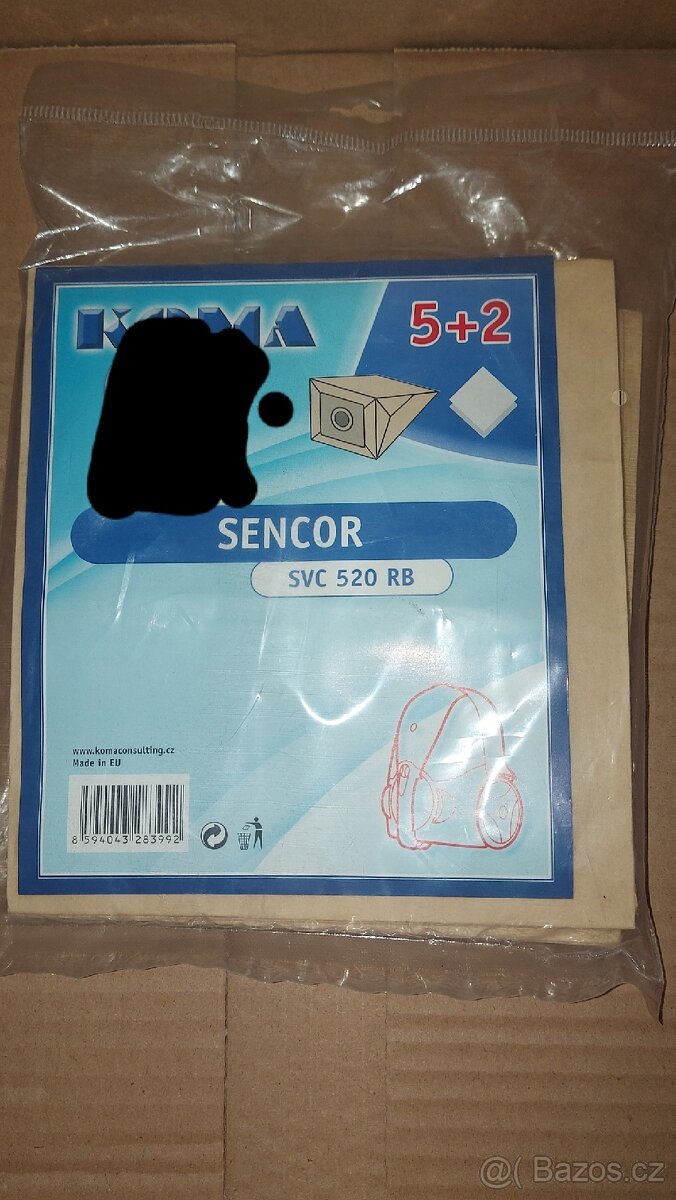 KOMA
5+2
SENCOR
SVC 520 RB
www.komaconsulting.cz
Made in EU
8 594043 283992
@( Bazos.cz